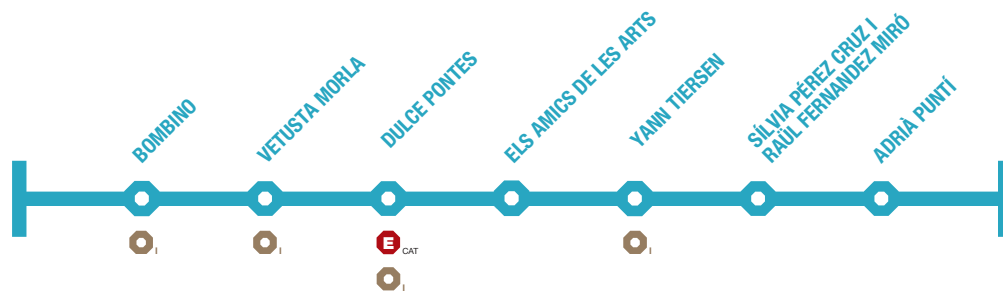 BOMBINO
VETUSTA MORLA
DULCE PONTES
ELS AMICS DE LES ARTS
YANN TIERSEN
SÍLVIA PÉREZ CRUZ I
RAÜL FERNANDEZ MIRÓ
ADRIÀ PUNTÍ
I
I
E CAT
I
I